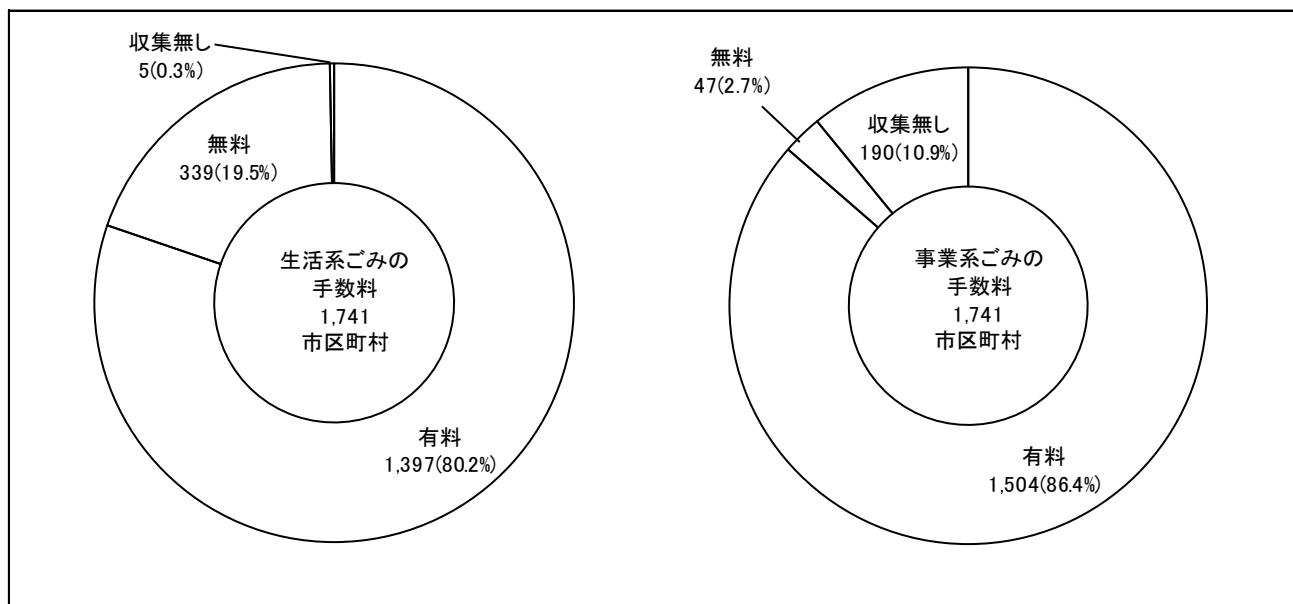 収集無し
5(0.3%)
無料
339(19.5%)
生活系ごみの
手数料
1,741
市区町村
有料
1,397(80.2%)
無料
47(2.7%)
収集無し
190(10.9%)
事業系ごみの
手数料
1,741
市区町村
有料
1,504(86.4%)